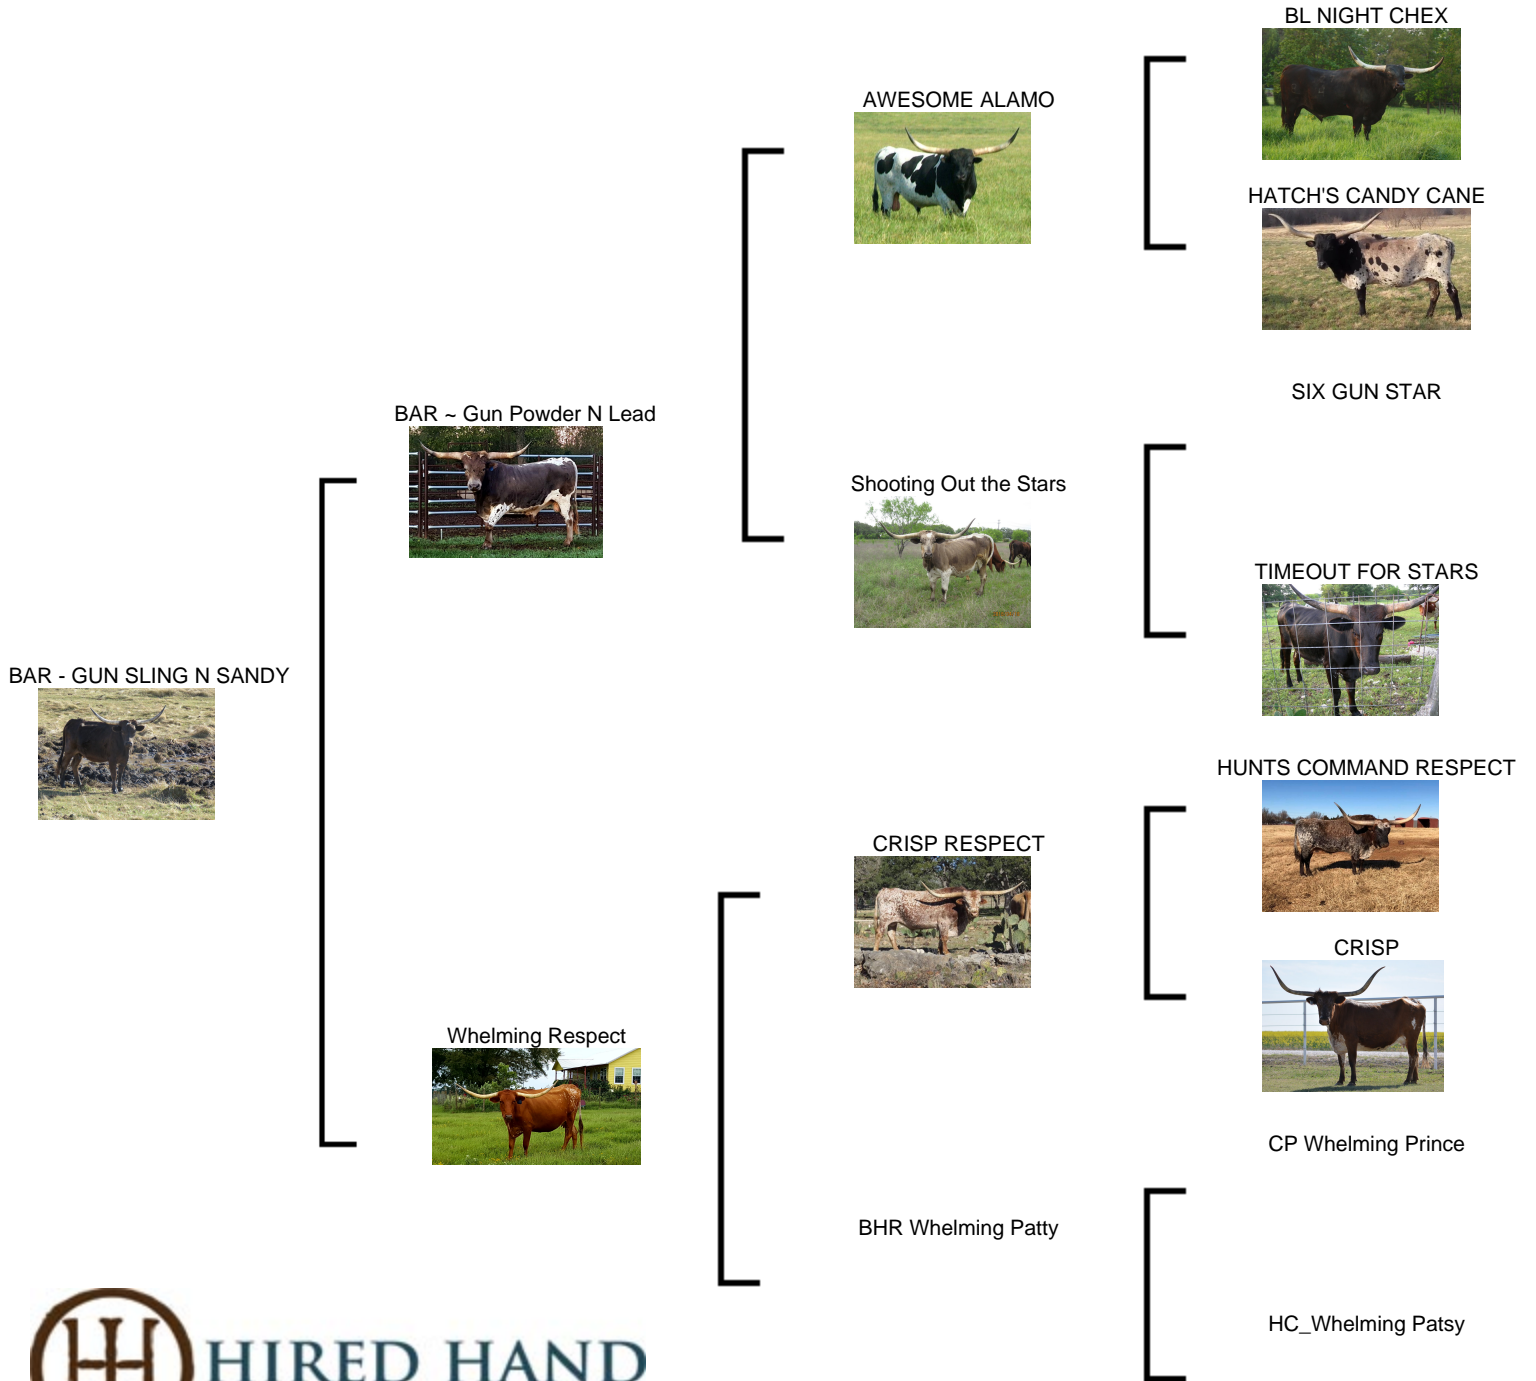 BL NIGHT CHEX
AWESOME ALAMO
HATCH'S CANDY CANE
SIX GUN STAR
BAR ~ Gun Powder N Lead
Shooting Out the Stars
TIMEOUT FOR STARS
BAR - GUN SLING N SANDY
HUNTS COMMAND RESPECT
CRISP RESPECT
CRISP
Whelming Respect
CP Whelming Prince
BHR Whelming Patty
HC_Whelming Patsy
HIRED HAND